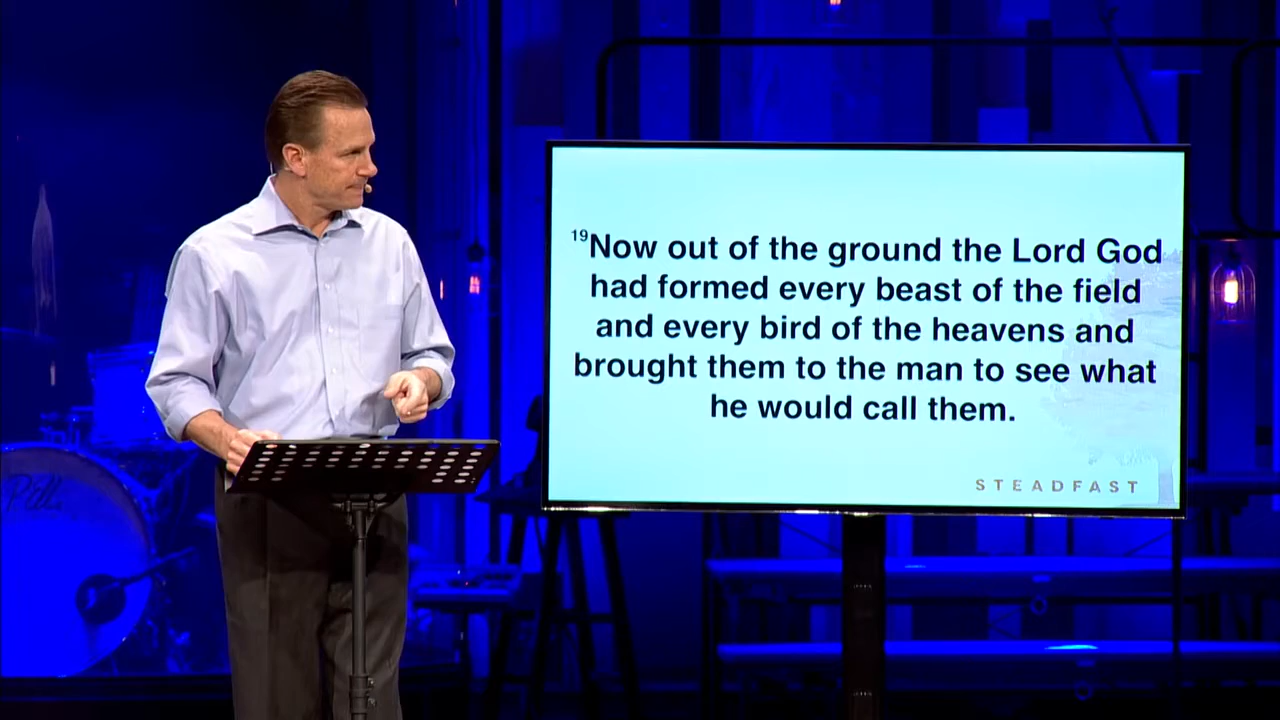 19Now out of the ground the Lord God
had formed every beast of the field
and every bird of the heavens and
brought them to the man to see what
he would call them.
STEADFAST